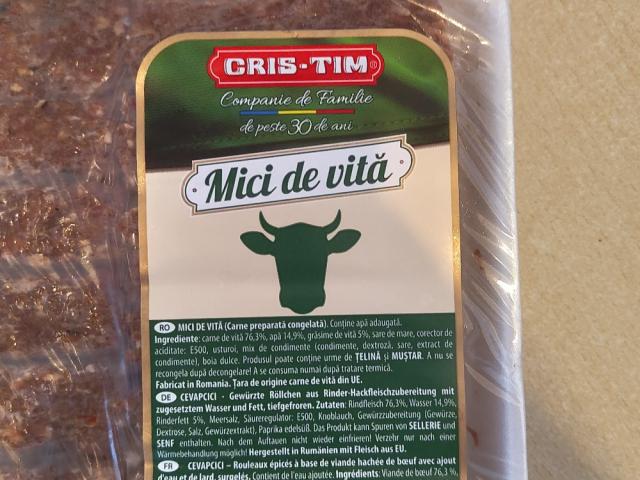 CRIS-TIM®
Companie de Familie
de peste 30 de ani
Mici de vită
RO MICI DE VITĂ (Carne preparată congelată). Conține apă adaugată.
Ingrediente: carne de vită 76,3%, apă 14,9%, grăsime de vită 5%, sare de mare, corector de
aciditate: E500, usturoi, mix de condimente (condimente, dextroză, sare, extract de
condimente), boia dulce. Produsul poate conține urme de ȚELINĂ și MUȘTAR. A nu se
recongela după decongelare! A se consuma numai după tratare termică.
Fabricat în Romania. Țara de origine carne de vită din UE.
DE CEVAPCICI - Gewürzte Röllchen aus Rinder-Hackfleischzubereitung mit
zugesetztem Wasser und Fett, tiefgefroren. Zutaten: Rindfleisch 76,3%, Wasser 14,9%,
Rinderfett 5%, Meersalz, Säureregulator: E500, Knoblauch, Gewürzzubereitung (Gewürze,
Dextrose, Salz, Gewürzextrakt), Paprika edelsüß. Das Produkt kann Spuren von SELLERIE und
SENF enthalten. Nach dem Auftauen nicht wieder einfrieren! Verzehr nur nach einer
Wärmebehandlung möglich! Hergestellt in Rumänien mit Fleisch aus EU.
FR CEVAPCICI – Rouleaux épicés à base de viande hachée de bœuf avec ajout
d'eau et de lard, surgelés. Contient de l'eau ajoutée. Ingrédients: Viande de bœuf 76,3 %,